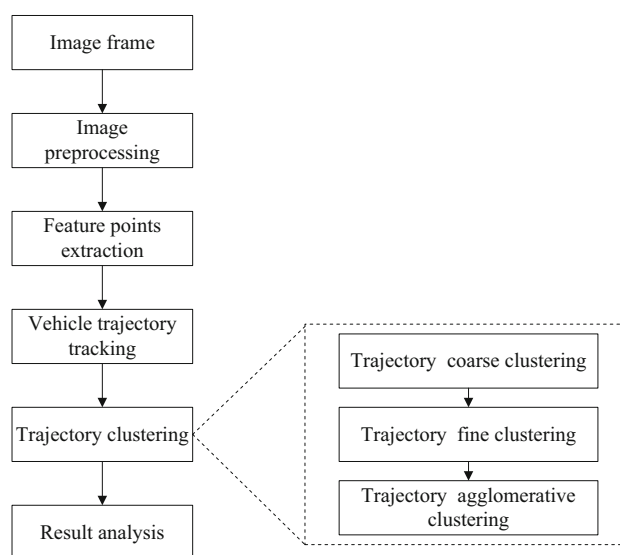 Image frame
Image
preprocessing
Feature points
extraction
Vehicle trajectory
tracking
Trajectory clustering
Result analysis
Trajectory coarse clustering
Trajectory fine clustering
Trajectory agglomerative
clustering